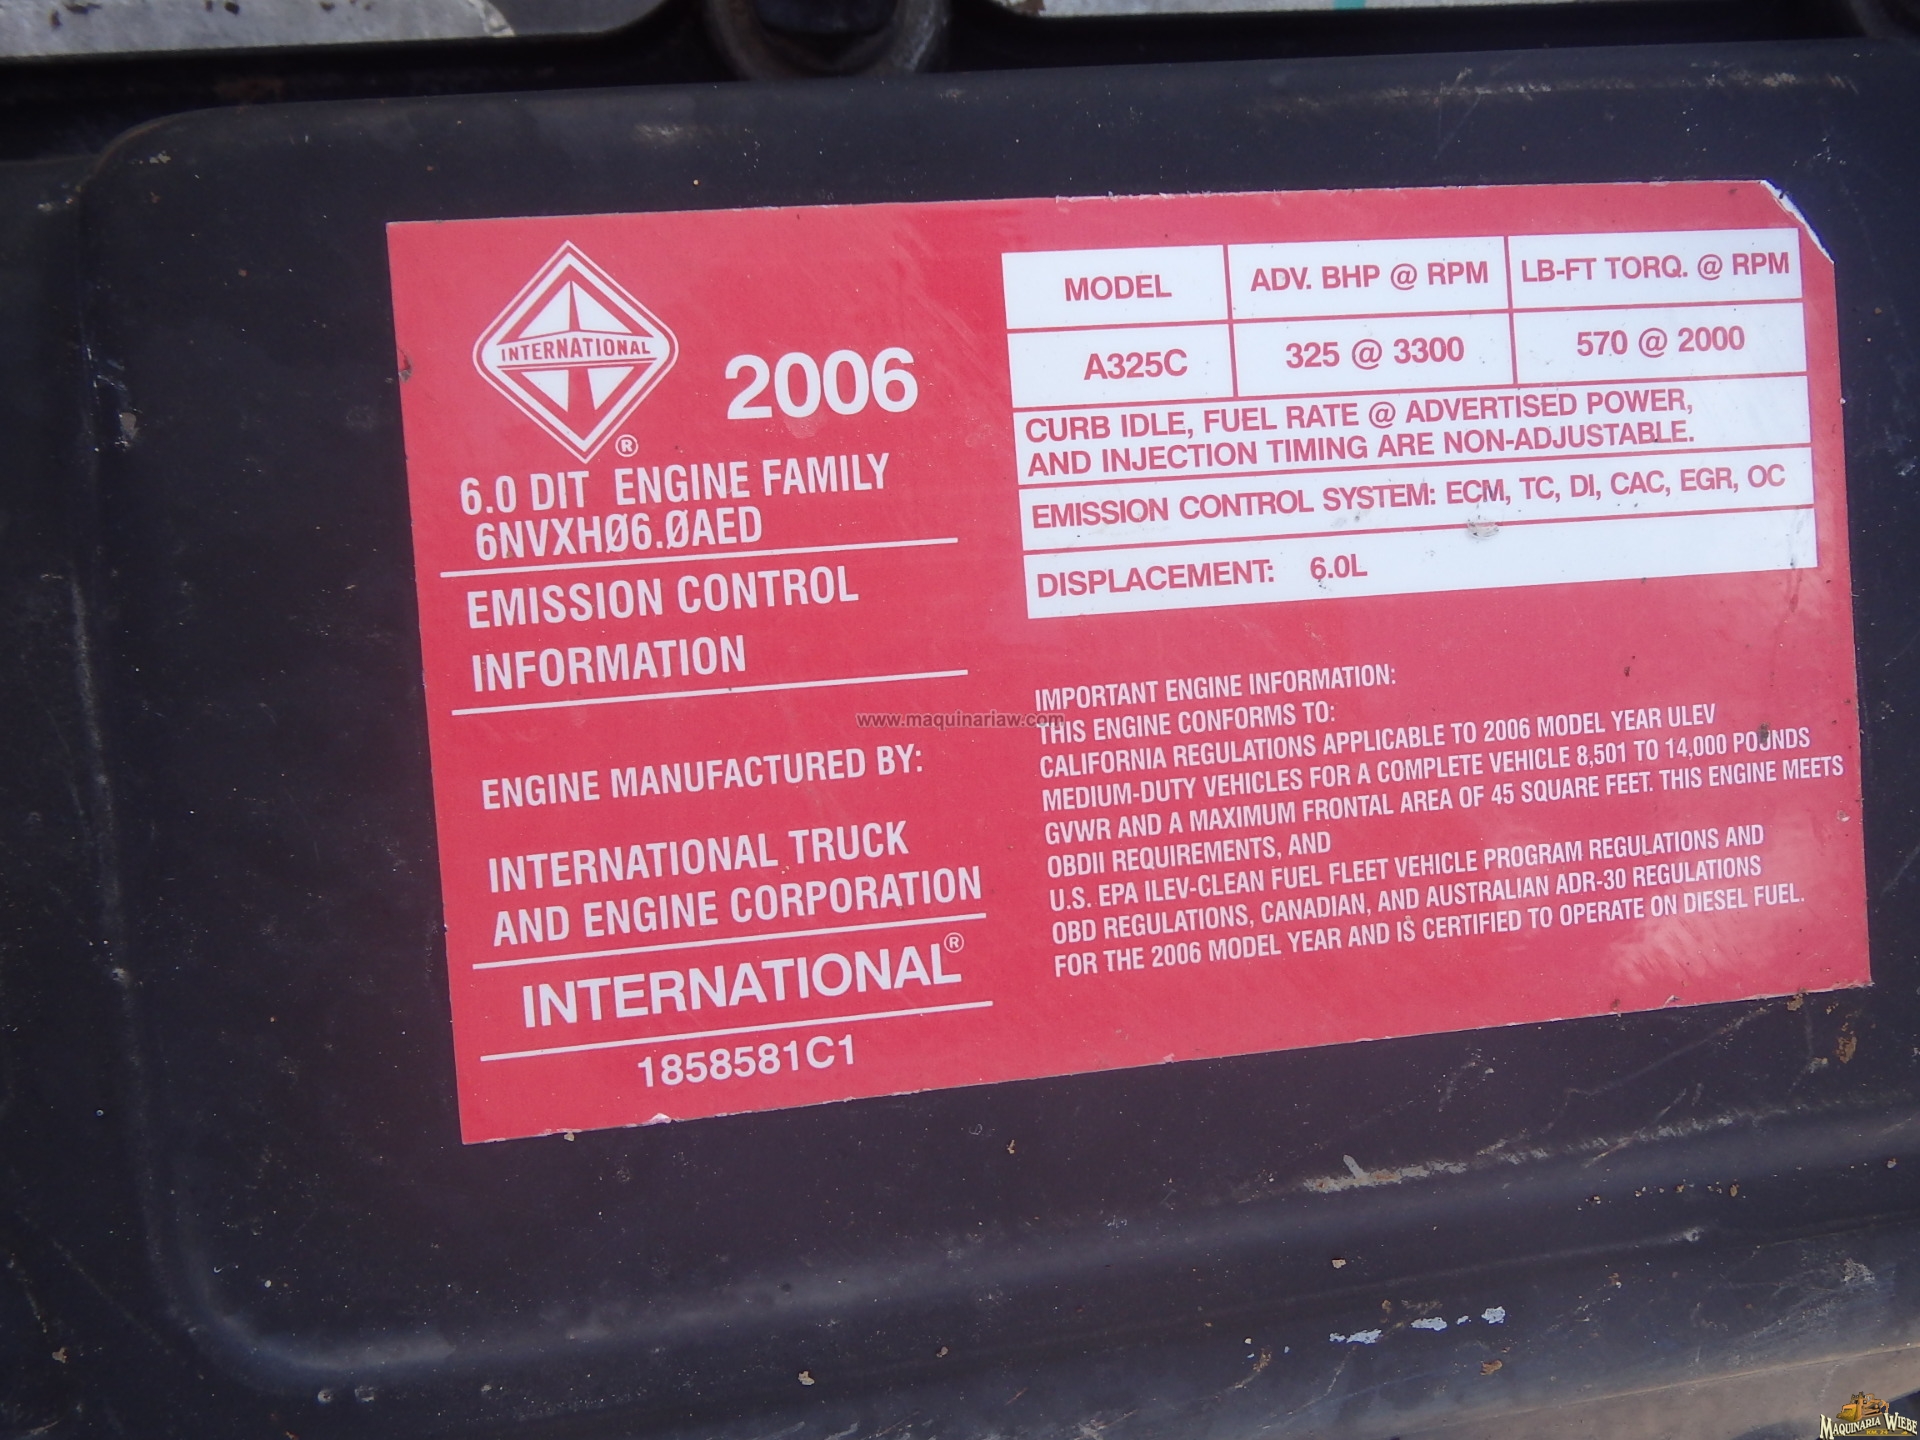 INTERNATIONAL
®
2006
6.0 DIT ENGINE FAMILY
6NVXHØ6.ØAED
EMISSION CONTROL
INFORMATION
ENGINE MANUFACTURED BY:
INTERNATIONAL TRUCK
AND ENGINE CORPORATION
INTERNATIONAL®
1858581C1
MODEL ADV. BHP @ RPM LB-FT TORQ. @ RPM
A325C 325 @ 3300 570 @ 2000
CURB IDLE, FUEL RATE @ ADVERTISED POWER,
AND INJECTION TIMING ARE NON-ADJUSTABLE.
EMISSION CONTROL SYSTEM: ECM, TC, DI, CAC, EGR, OC
DISPLACEMENT: 6.0L
IMPORTANT ENGINE INFORMATION:
THIS ENGINE CONFORMS TO:
CALIFORNIA REGULATIONS APPLICABLE TO 2006 MODEL YEAR ULEV
MEDIUM-DUTY VEHICLES FOR A COMPLETE VEHICLE 8,501 TO 14,000 POUNDS
GVWR AND A MAXIMUM FRONTAL AREA OF 45 SQUARE FEET. THIS ENGINE MEETS
OBDII REQUIREMENTS, AND
U.S. EPA ILEV-CLEAN FUEL FLEET VEHICLE PROGRAM REGULATIONS AND
OBD REGULATIONS, CANADIAN, AND AUSTRALIAN ADR-30 REGULATIONS
FOR THE 2006 MODEL YEAR AND IS CERTIFIED TO OPERATE ON DIESEL FUEL.
www.maquinariaw.com
MAQUINARIA WIEBE
KM. 24